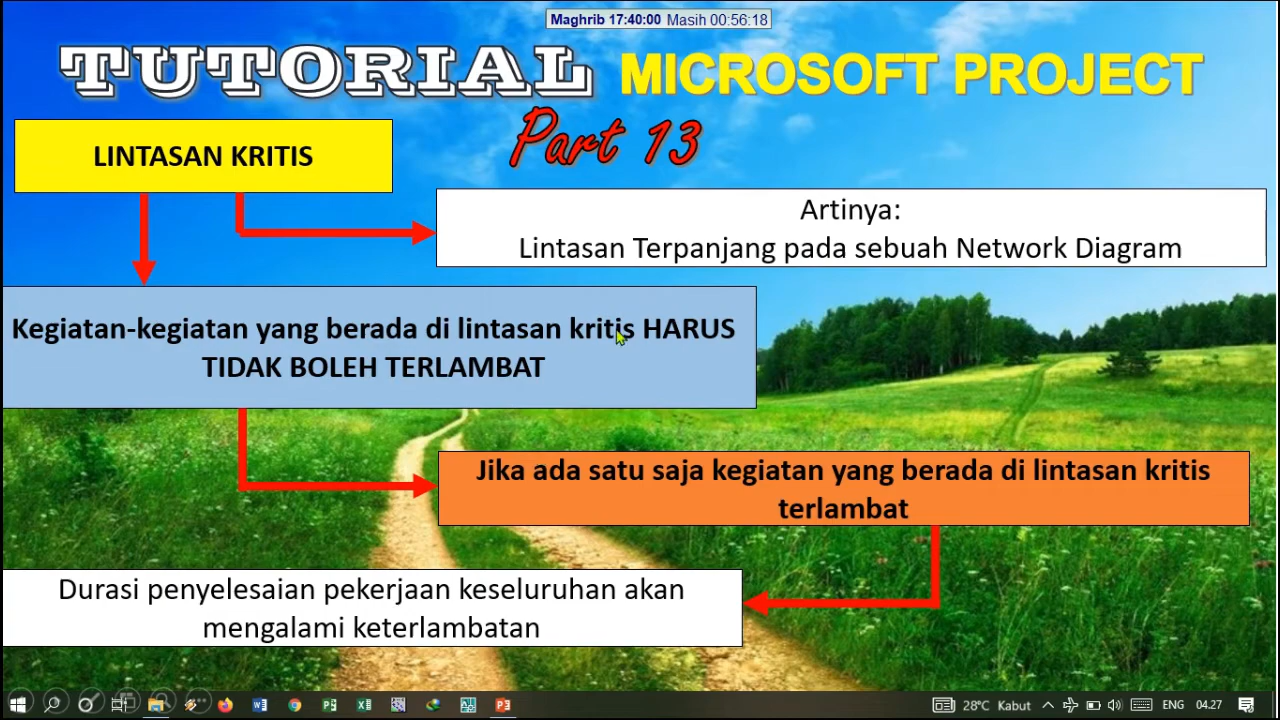 Maghrib 17:40:00 Masih 00:56:18
TUTORIAL MICROSOFT PROJECT
Part 13
LINTASAN KRITIS
Artinya:
Lintasan Terpanjang pada sebuah Network Diagram
Kegiatan-kegiatan yang berada di lintasan kritis HARUS
TIDAK BOLEH TERLAMBAT
Jika ada satu saja kegiatan yang berada di lintasan kritis
terlambat
Durasi penyelesaian pekerjaan keseluruhan akan
mengalami keterlambatan
28°C Kabut ENG 04.27